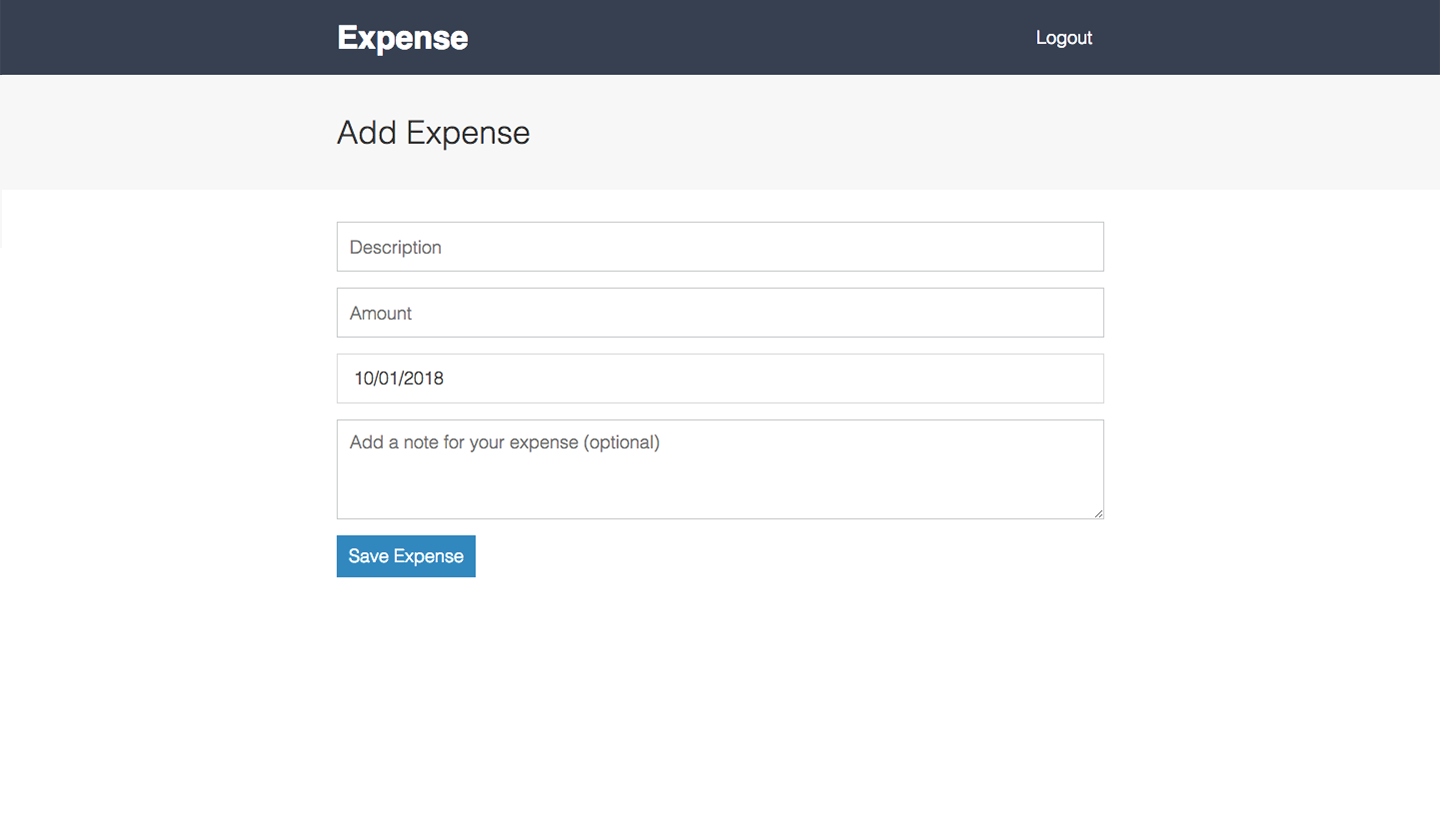 Expense
Logout
Add Expense
Description
Amount
10/01/2018
Add a note for your expense (optional)
Save Expense